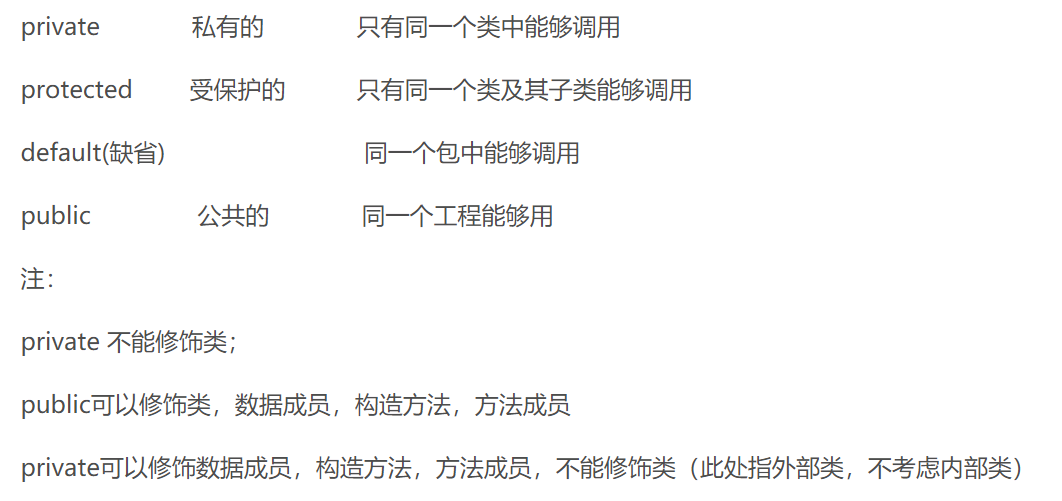 private 私有的 只有同一个类中能够调用
protected 受保护的 只有同一个类及其子类能够调用
default(缺省) 同一个包中能够调用
public 公共的 同一个工程能够用
注：
private 不能修饰类；
public可以修饰类，数据成员，构造方法，方法成员
private可以修饰数据成员，构造方法，方法成员，不能修饰类（此处指外部类，不考虑内部类）